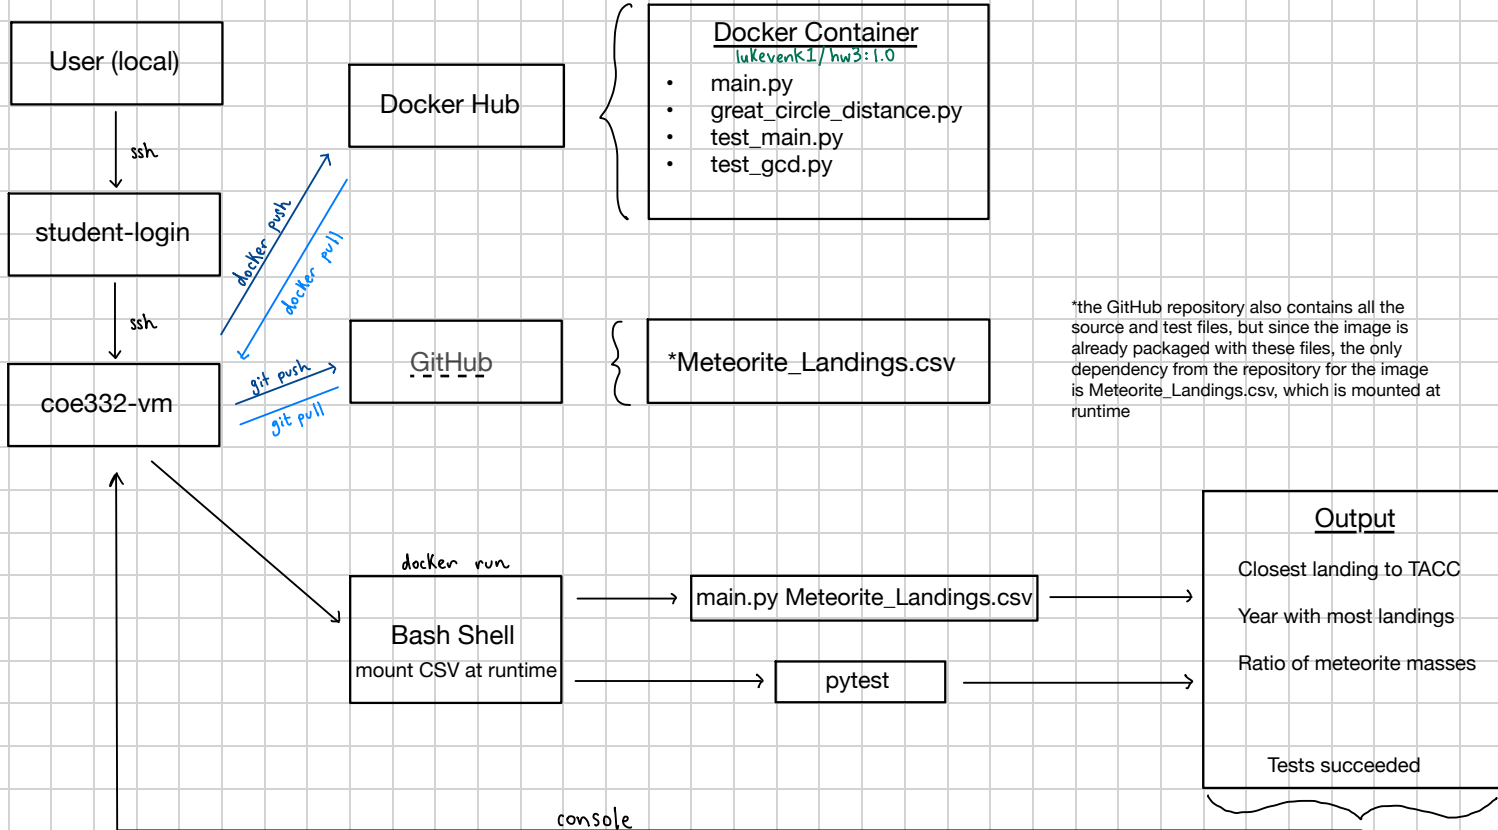 User (local)
ssh
student-login
ssh
coe332-vm
Docker Hub
docker push
docker pull
GitHub
git push
git pull
Docker Container
lukevenk1/hw3:1.0
• main.py
• great_circle_distance.py
• test_main.py
• test_gcd.py
*Meteorite_Landings.csv
*the GitHub repository also contains all the
source and test files, but since the image is
already packaged with these files, the only
dependency from the repository for the image
is Meteorite_Landings.csv, which is mounted at
runtime
docker run
Bash Shell
mount CSV at runtime
main.py Meteorite_Landings.csv
pytest
Output
Closest landing to TACC
Year with most landings
Ratio of meteorite masses
Tests succeeded
console